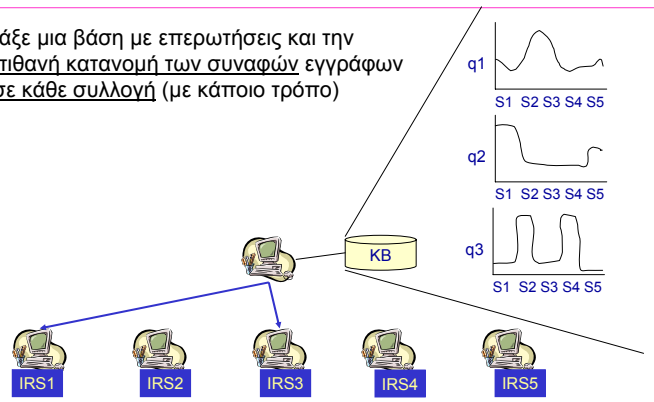 άξε μια βάση με επερωτήσεις και την
πιθανή κατανομή των συναφών εγγράφων
σε κάθε συλλογή (με κάποιο τρόπο)
q1
S1 S2 S3 S4 S5
q2
S1 S2 S3 S4 S5
q3
S1 S2 S3 S4 S5
KB
IRS1
IRS2
IRS3
IRS4
IRS5